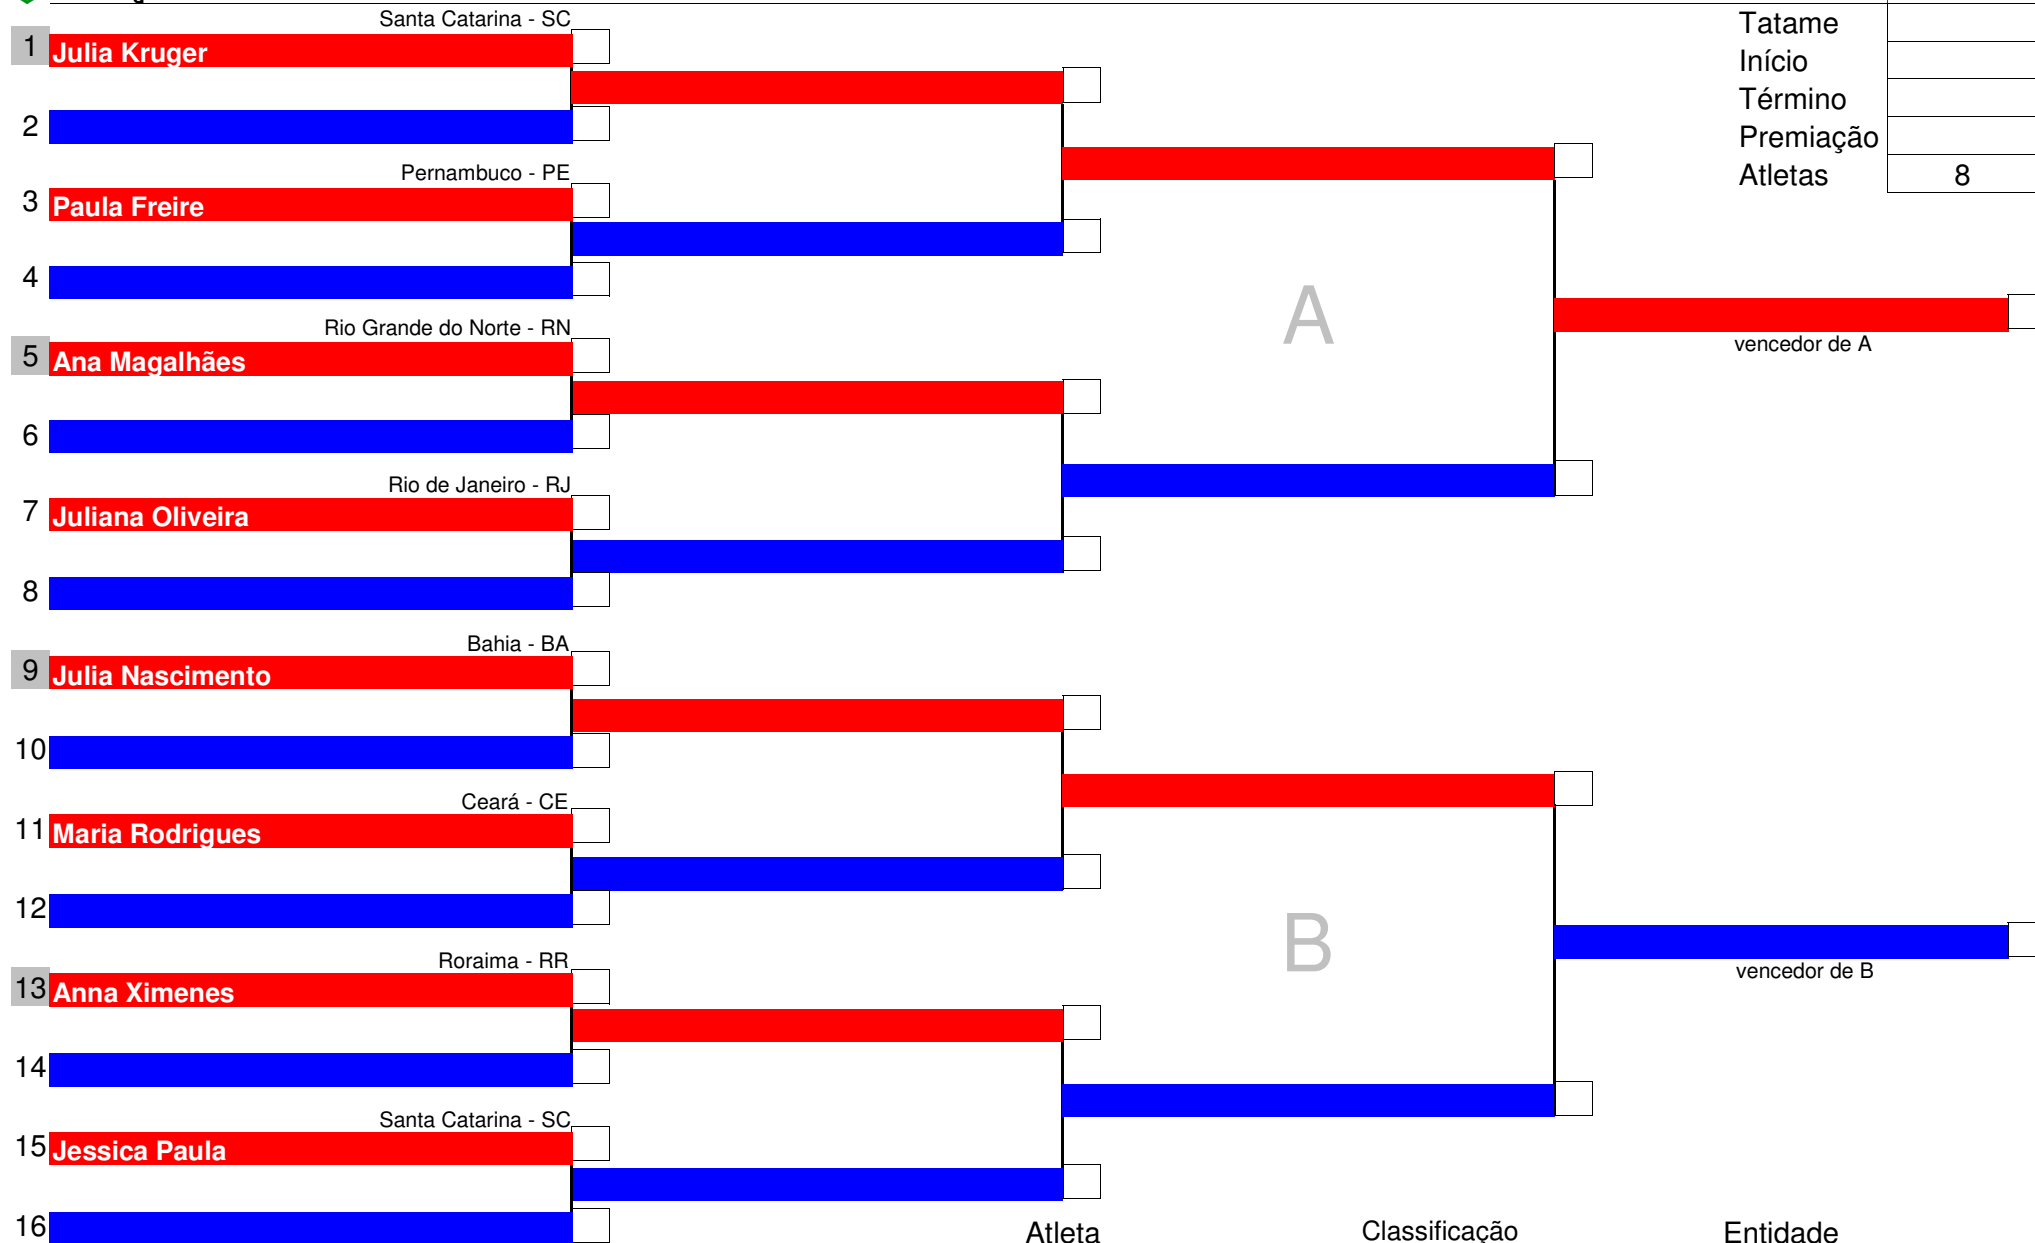 Santa Catarina - SC
1 Julia Kruger
2
Pernambuco - PE
3 Paula Freire
4
Rio Grande do Norte - RN
5 Ana Magalhães
6
Rio de Janeiro - RJ
7 Juliana Oliveira
8
Bahia - BA
9 Julia Nascimento
10
Ceará - CE
11 Maria Rodrigues
12
Roraima - RR
13 Anna Ximenes
14
Santa Catarina - SC
15 Jessica Paula
16
A
B
vencedor de A
vencedor de B
Tatame
Início
Término
Premiação
Atletas 8
Atleta Classificação Entidade